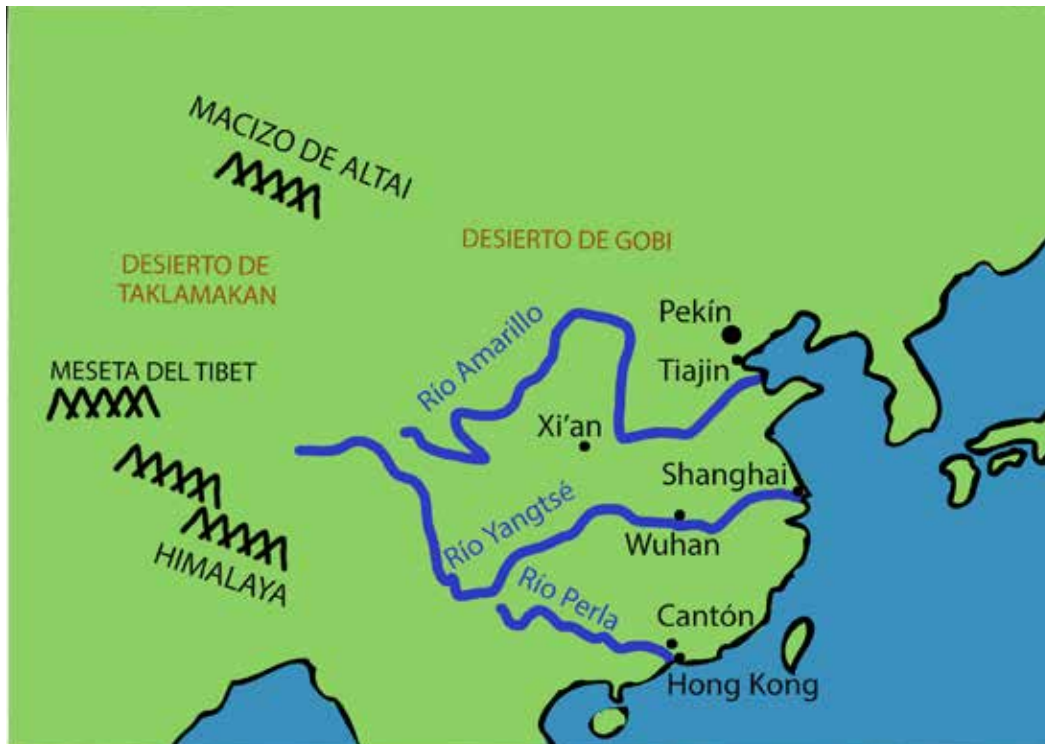 MACIZO DE ALTAI
DESIERTO DE GOBI
DESIERTO DE
TAKLAMAKAN
Pekín
Río Amarillo
Tiajin
MESETA DEL TIBET
Xi'an
Shanghai
Río Yangtsé
Wuhan
HIMALAYA
Río Perla
Cantón
Hong Kong